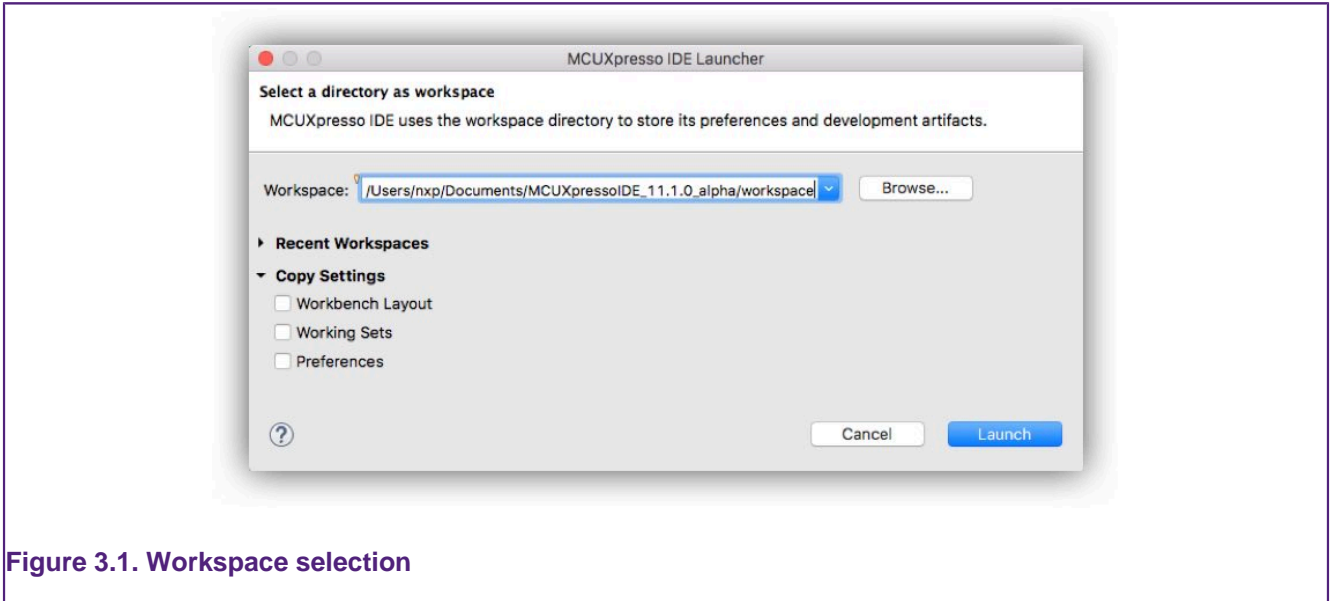 MCUXpresso IDE Launcher
Select a directory as workspace
MCUXpresso IDE uses the workspace directory to store its preferences and development artifacts.
Workspace: /Users/nxp/Documents/MCUXpressoIDE_11.1.0_alpha/workspace Browse...
Recent Workspaces
Copy Settings
Workbench Layout
Working Sets
Preferences
? Cancel Launch
Figure 3.1. Workspace selection